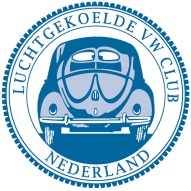 LUCHTGEKOELDE VW CLUB
NEDERLAND